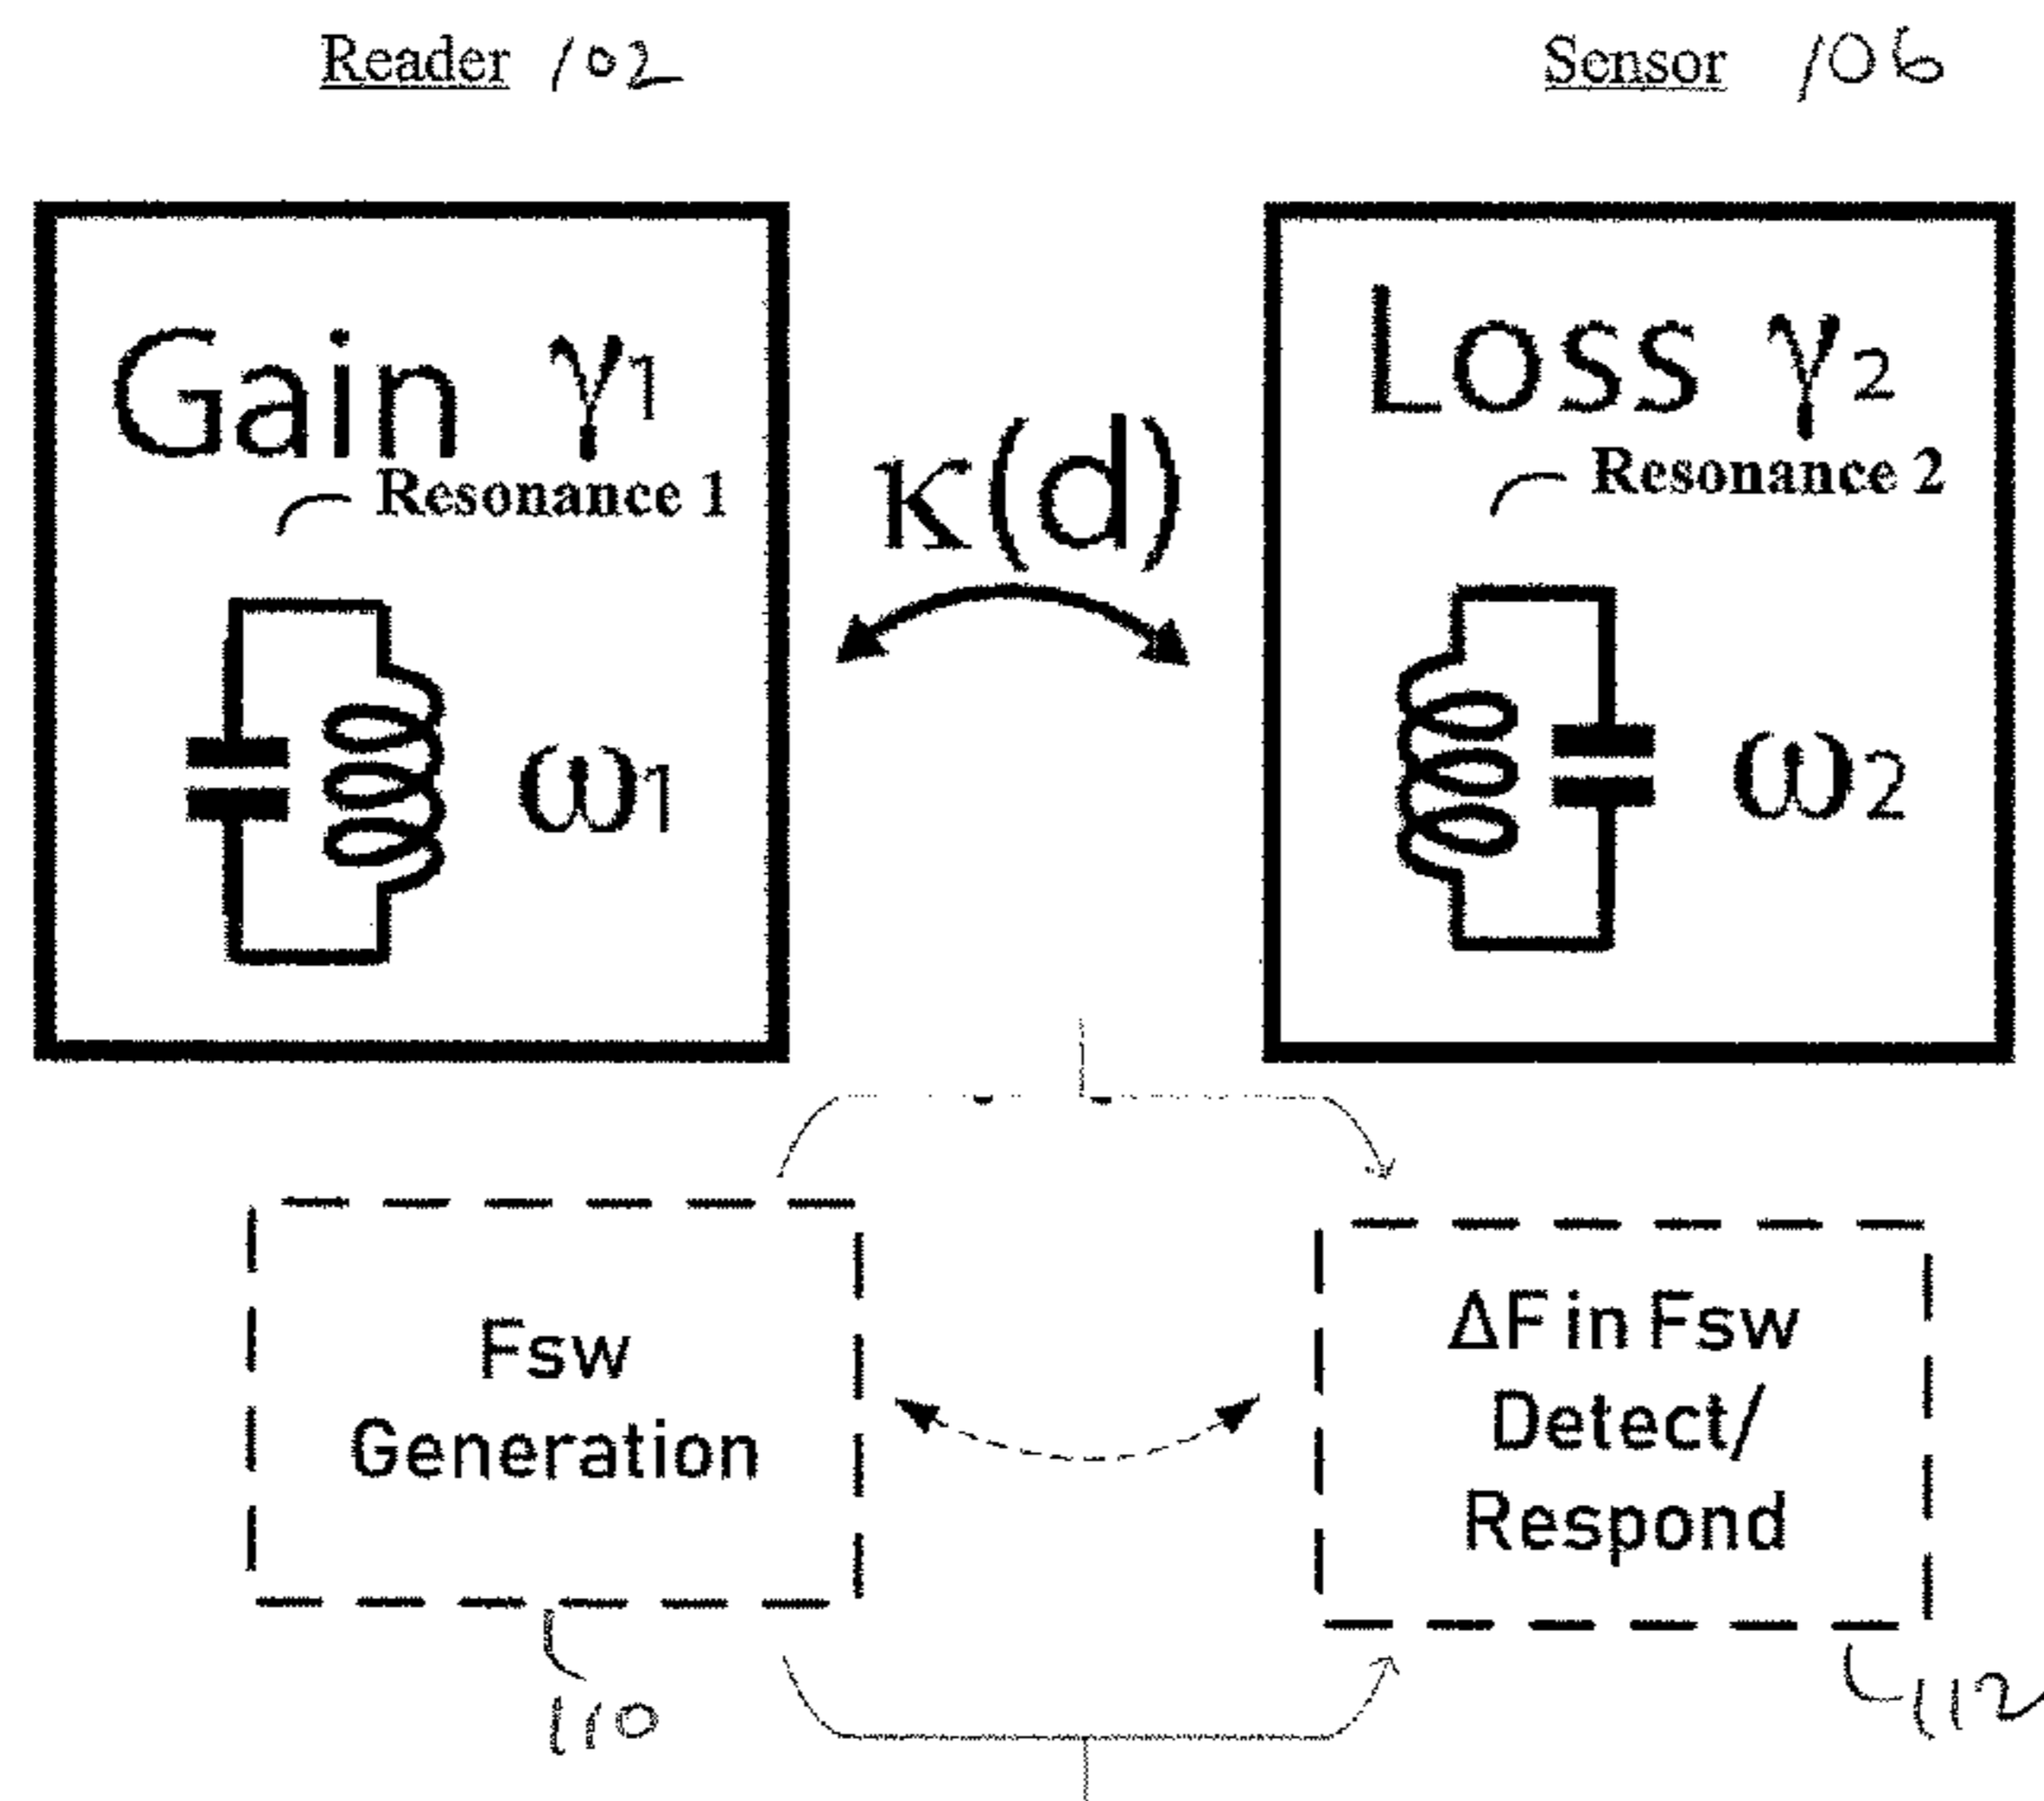 Reader 102
Sensor 106
Gain γ1
Resonance 1
κ(d)
Loss γ2
Resonance 2
ω1
ω2
Fsw
Generation
110
ΔF in Fsw
Detect/
Respond
112